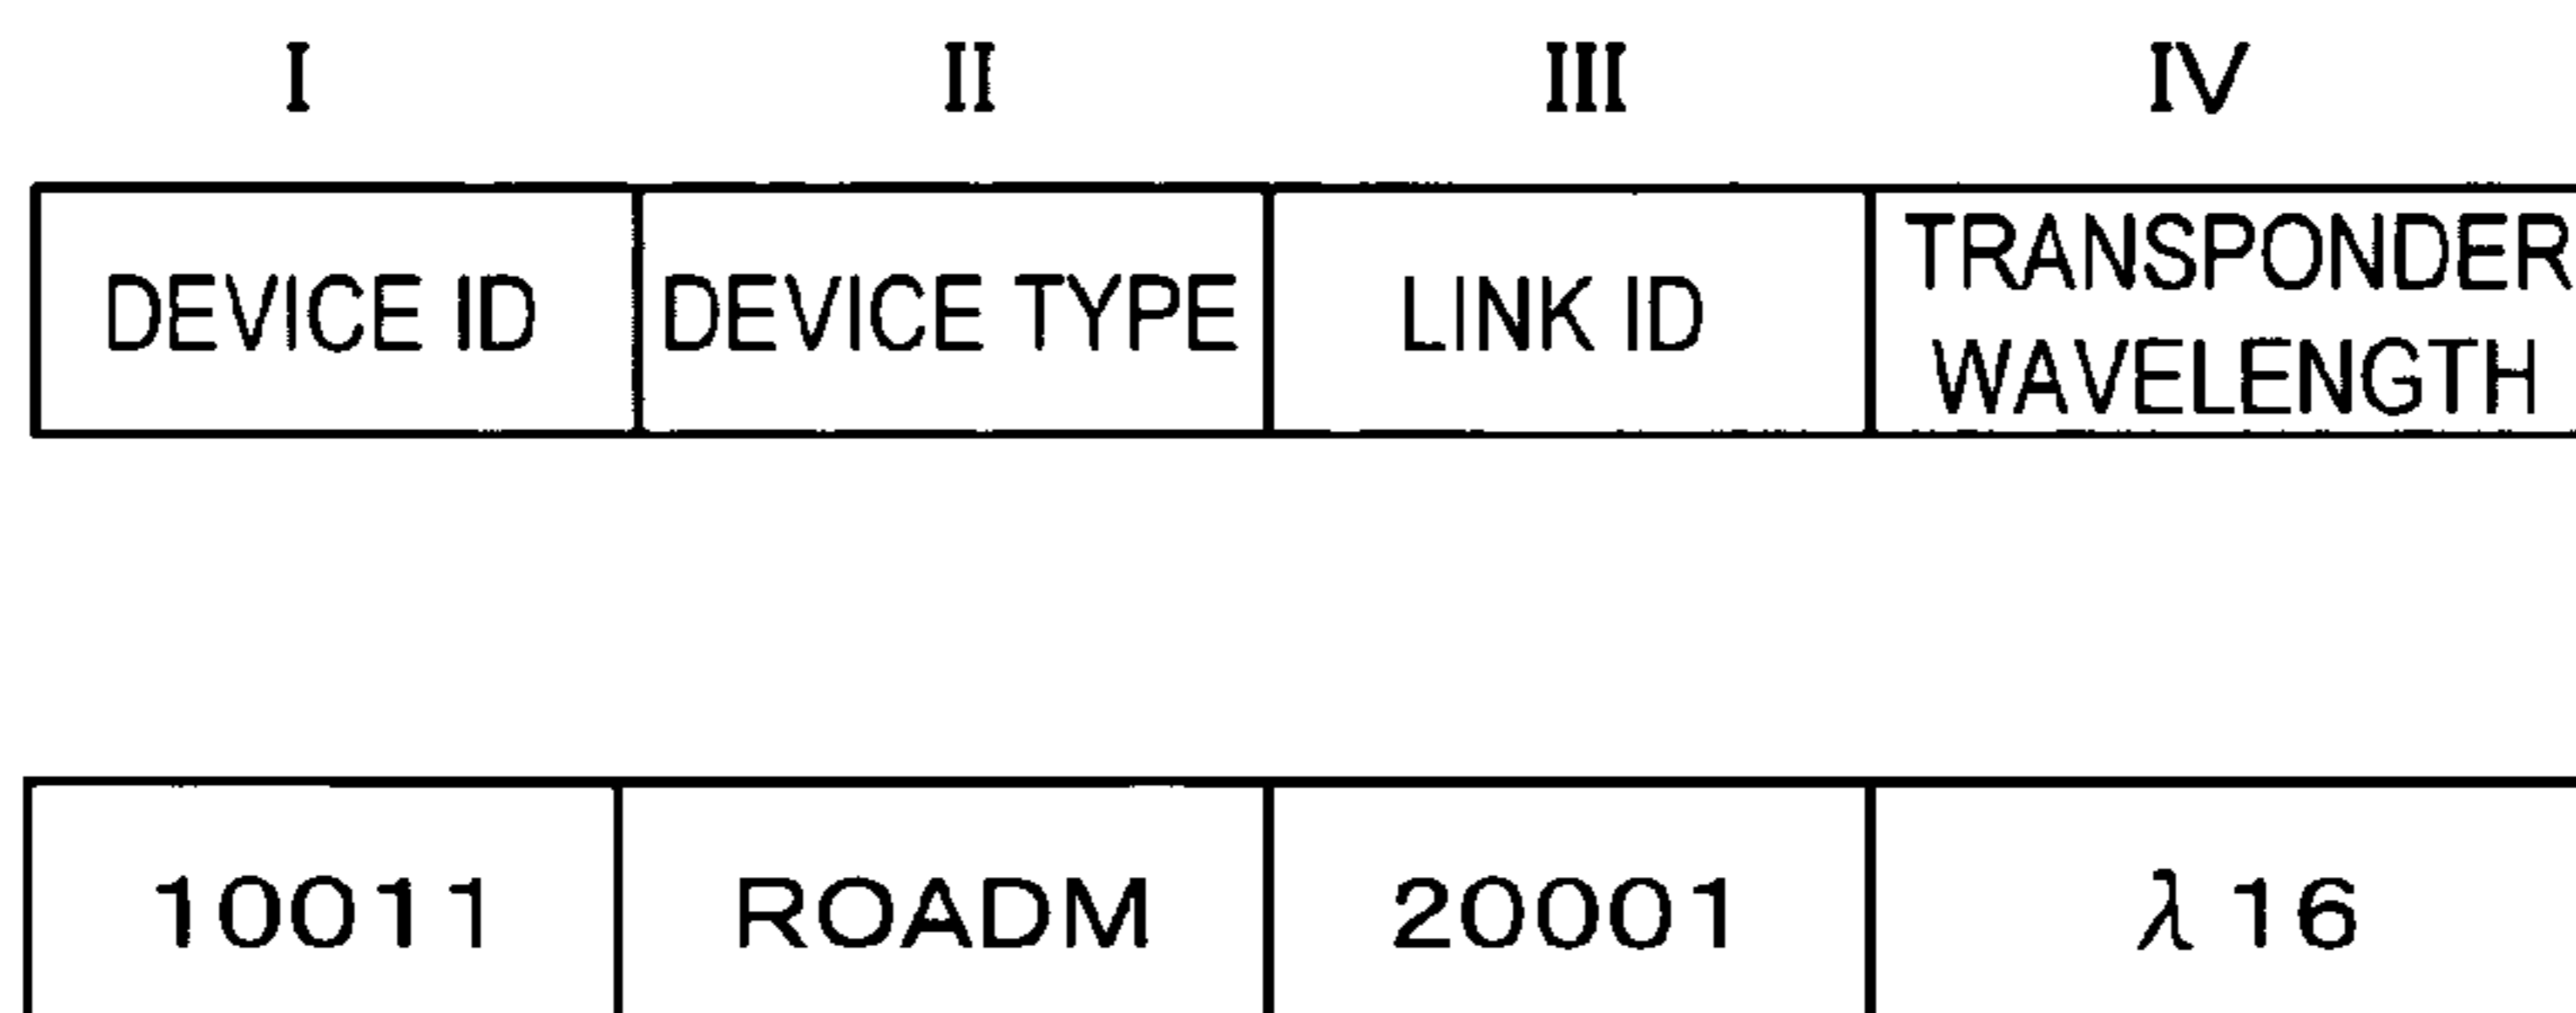 I II III IV
DEVICE ID DEVICE TYPE LINK ID TRANSPONDER WAVELENGTH
10011 ROADM 20001 λ16